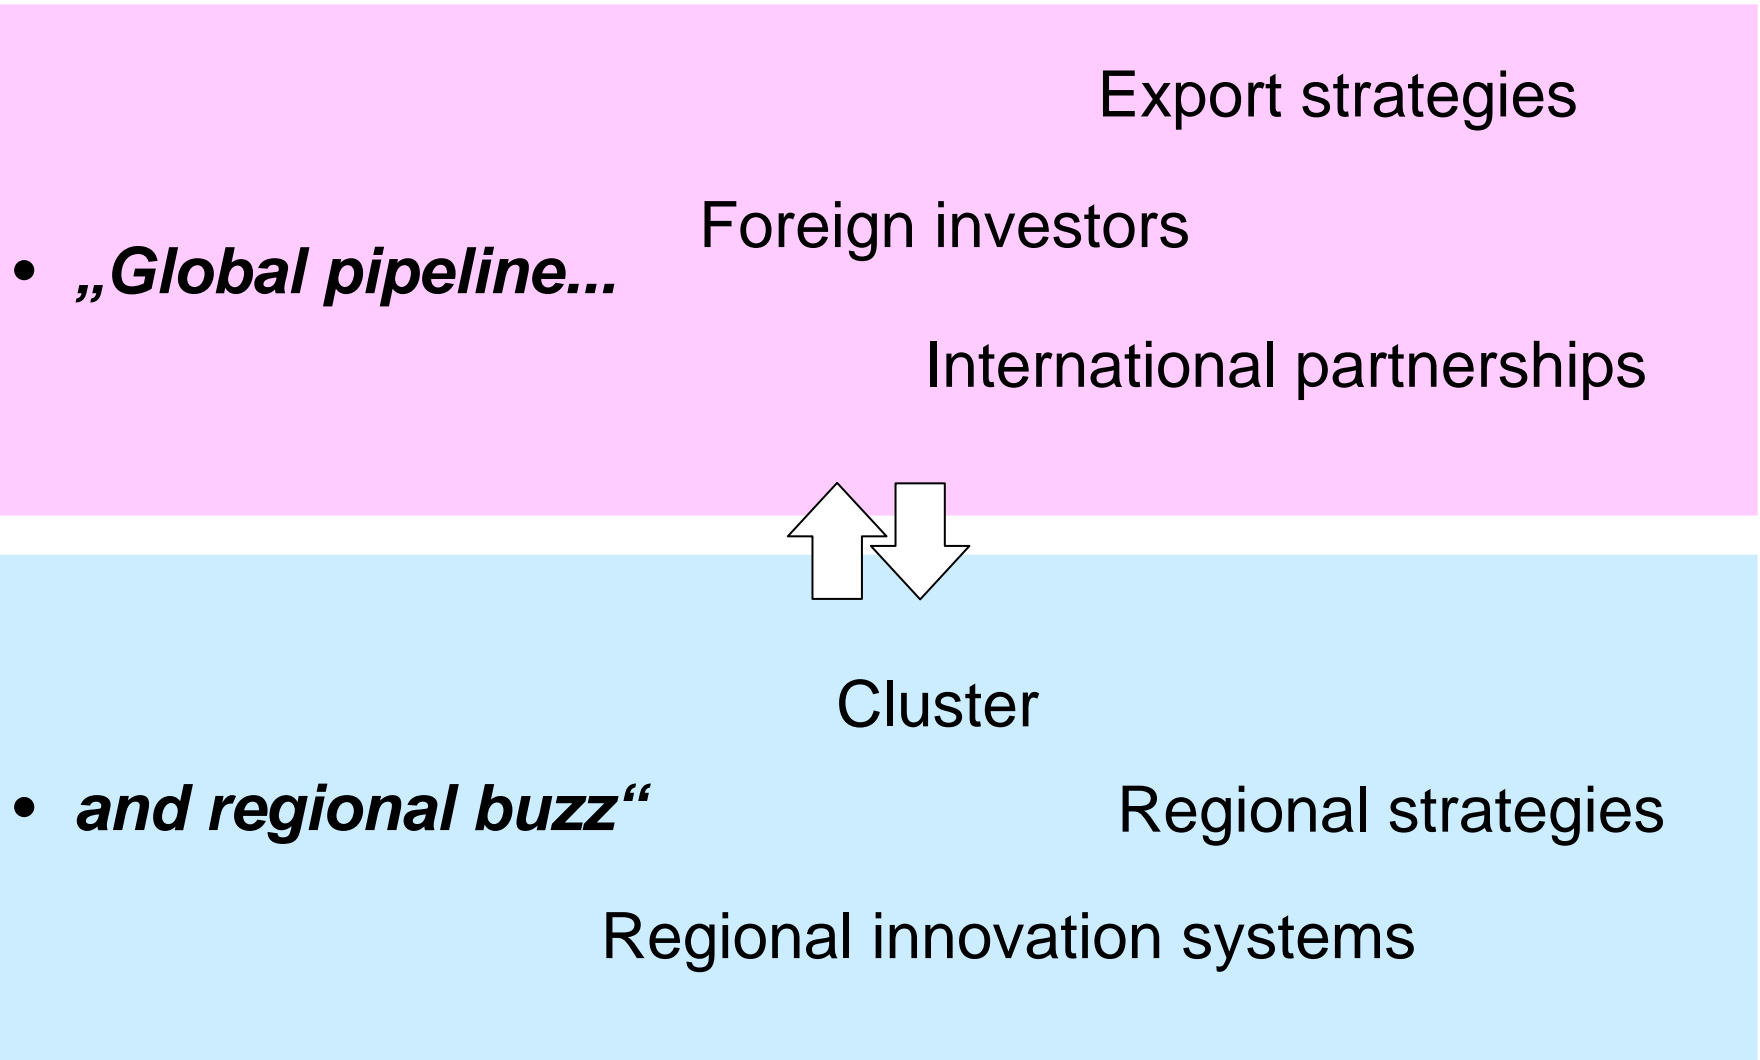 Export strategies
Foreign investors
• „Global pipeline...
International partnerships
Cluster
• and regional buzz“
Regional strategies
Regional innovation systems